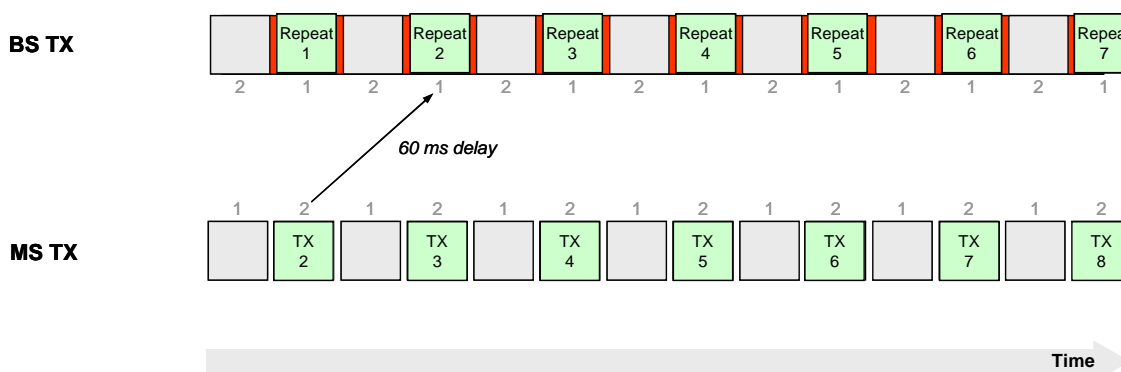 BS TX
Repeat
1
Repeat
2
Repeat
3
Repeat
4
Repeat
5
Repeat
6
Repea
7
2 1 2 1 2 1 2 1 2 1 2 1 2 1
60 ms delay
1 2 1 2 1 2 1 2 1 2 1 2 1 2
MS TX
TX
2
TX
3
TX
4
TX
5
TX
6
TX
7
TX
8
Time